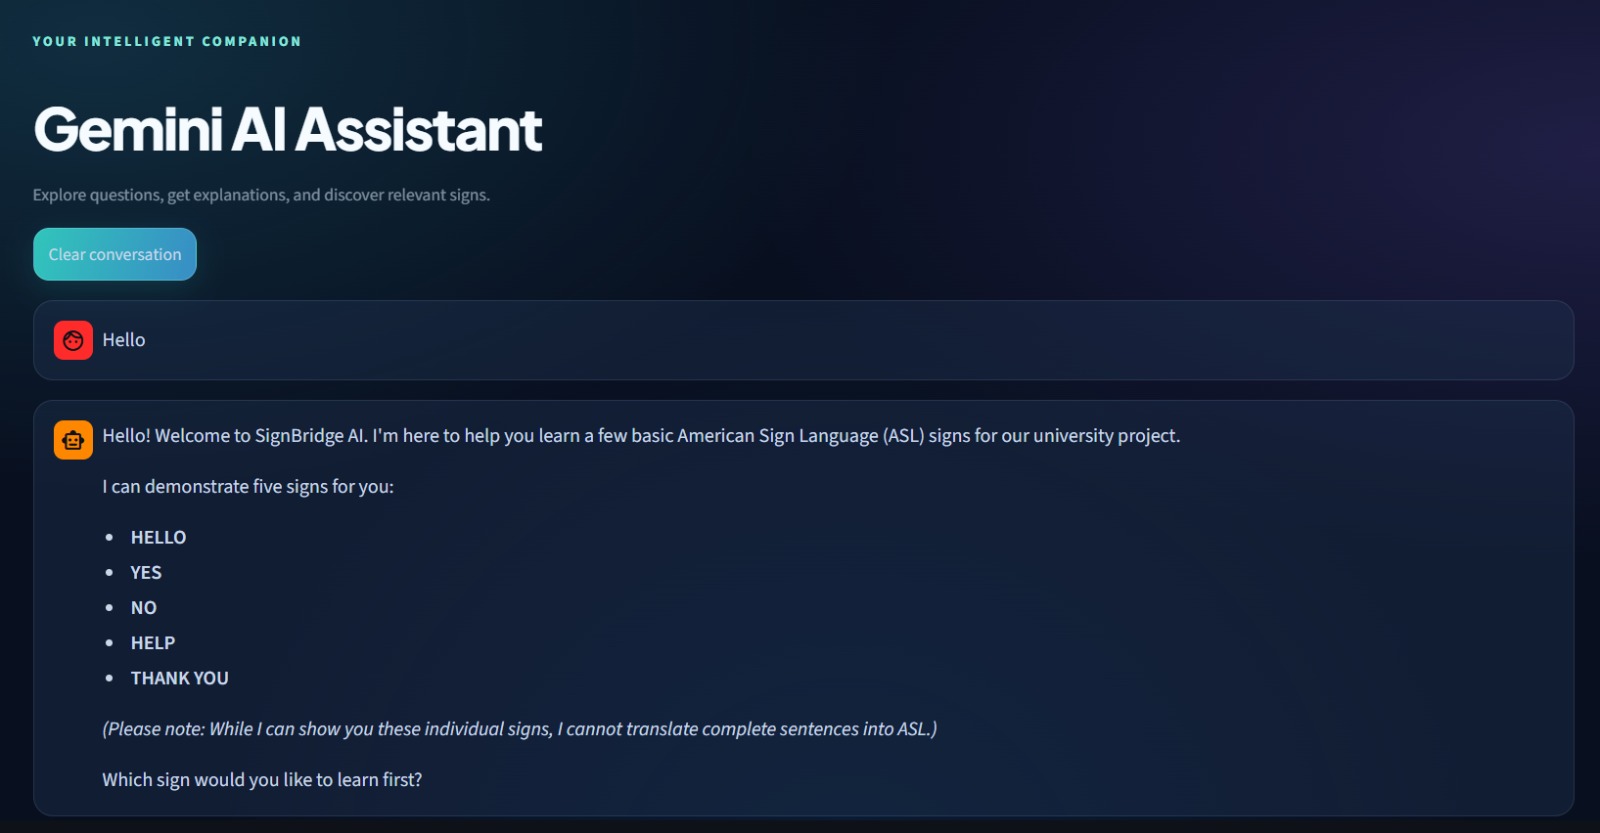 YOUR INTELLIGENT COMPANION
Gemini AI Assistant
Explore questions, get explanations, and discover relevant signs.
Clear conversation
Hello
Hello! Welcome to SignBridge AI. I'm here to help you learn a few basic American Sign Language (ASL) signs for our university project.
I can demonstrate five signs for you:
• HELLO
• YES
• NO
• HELP
• THANK YOU
(Please note: While I can show you these individual signs, I cannot translate complete sentences into ASL.)
Which sign would you like to learn first?